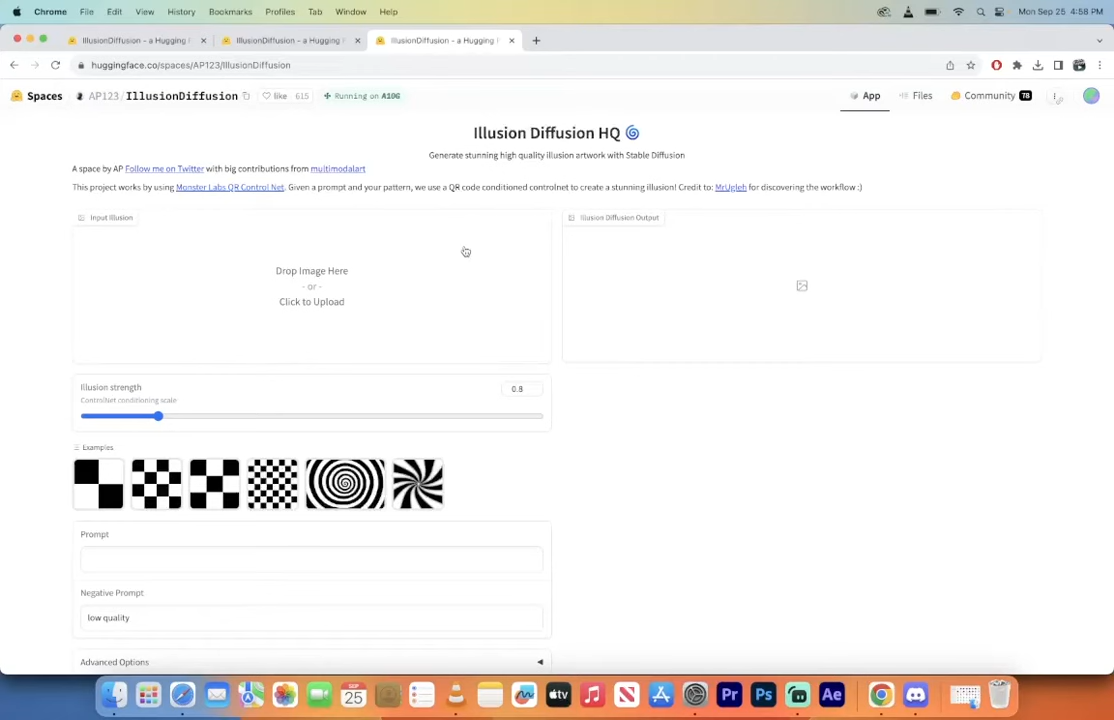 Chrome File Edit View History Bookmarks Profiles Tab Window Help Mon Sep 25 4:58 PM
IllusionDiffusion - a Hugging IllusionDiffusion - a Hugging IllusionDiffusion - a Hugging
huggingface.co/spaces/AP123/IllusionDiffusion
Spaces AP123/IllusionDiffusion like 615 Running on A10G App Files Community 78
Illusion Diffusion HQ
Generate stunning high quality illusion artwork with Stable Diffusion
A space by AP Follow me on Twitter with big contributions from multimodalart
This project works by using Monster Labs QR Control Net. Given a prompt and your pattern, we use a QR code conditioned controlnet to create a stunning illusion! Credit to: MrUgleh for discovering the workflow :)
Input Illusion Illusion Diffusion Output
Drop Image Here
- or -
Click to Upload
Illusion strength 0.8
ControlNet conditioning scale
Examples
Prompt
Negative Prompt
low quality
Advanced Options
SEP
25 tv Pr Ps Ae